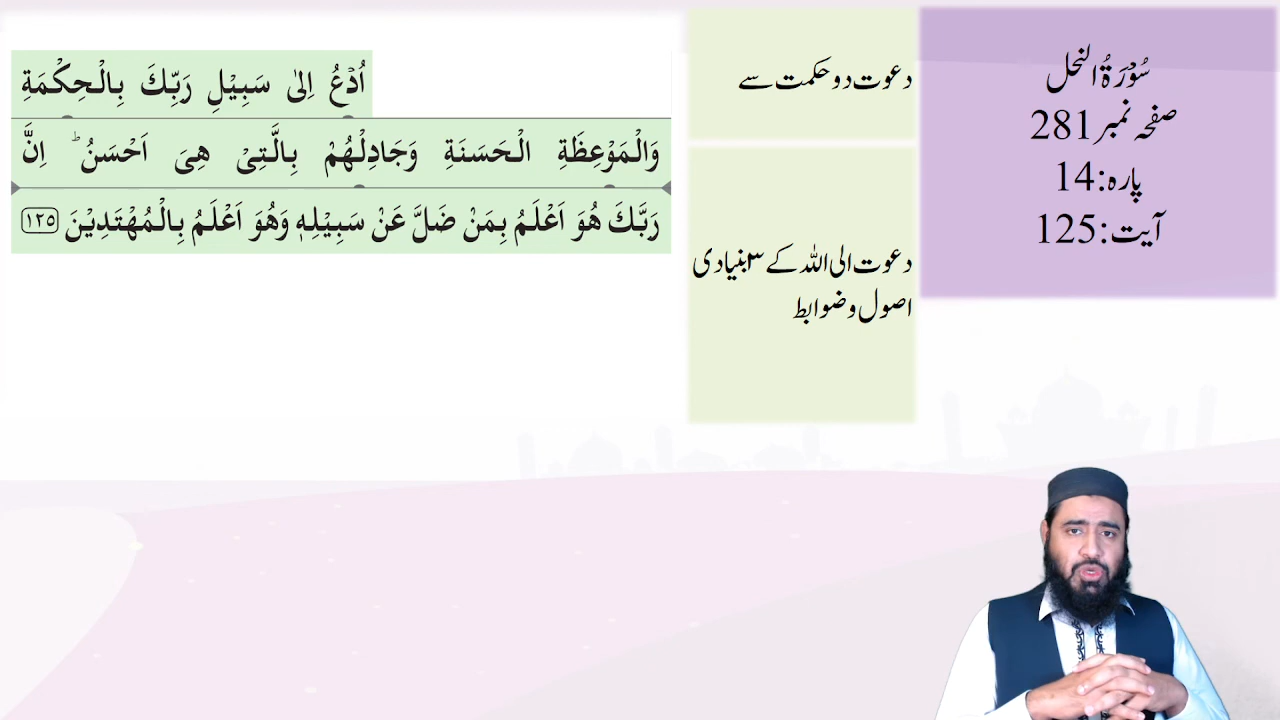 سُوْرَۃُ النحل
صفحہ نمبر 281
پارہ:14
آیت:125
دعوت دو حکمت سے
دعوت الی اللہ کے ۳ بنیادی
اصول و ضوابط
اُدْعُ اِلٰى سَبِيْلِ رَبِّكَ بِالْحِكْمَةِ
وَالْمَوْعِظَةِ الْحَسَنَةِ وَجَادِلْهُمْ بِالَّتِيْ هِيَ اَحْسَنُ ؕ اِنَّ
رَبَّكَ هُوَ اَعْلَمُ بِمَنْ ضَلَّ عَنْ سَبِيْلِهٖ وَهُوَ اَعْلَمُ بِالْمُهْتَدِيْنَ ١٢٥